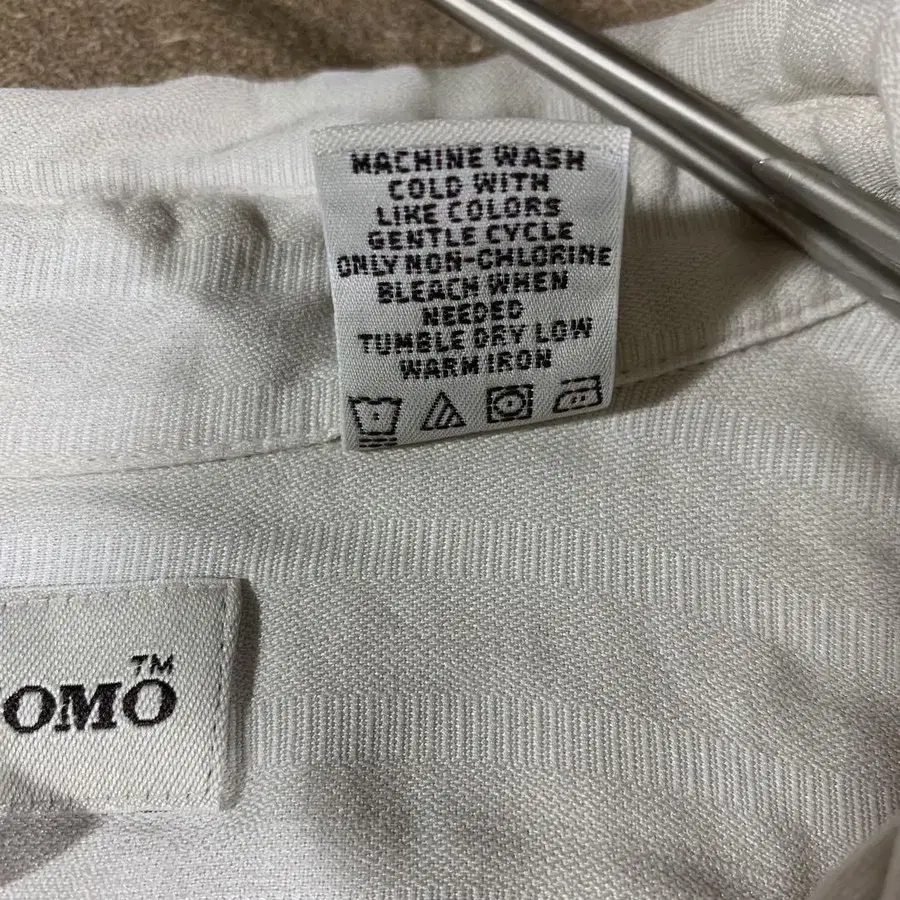 MACHINE WASH
COLD WITH
LIKE COLORS
GENTLE CYCLE
ONLY NON-CHLORINE
BLEACH WHEN
NEEDED
TUMBLE DRY LOW
WARM IRON
OMO™